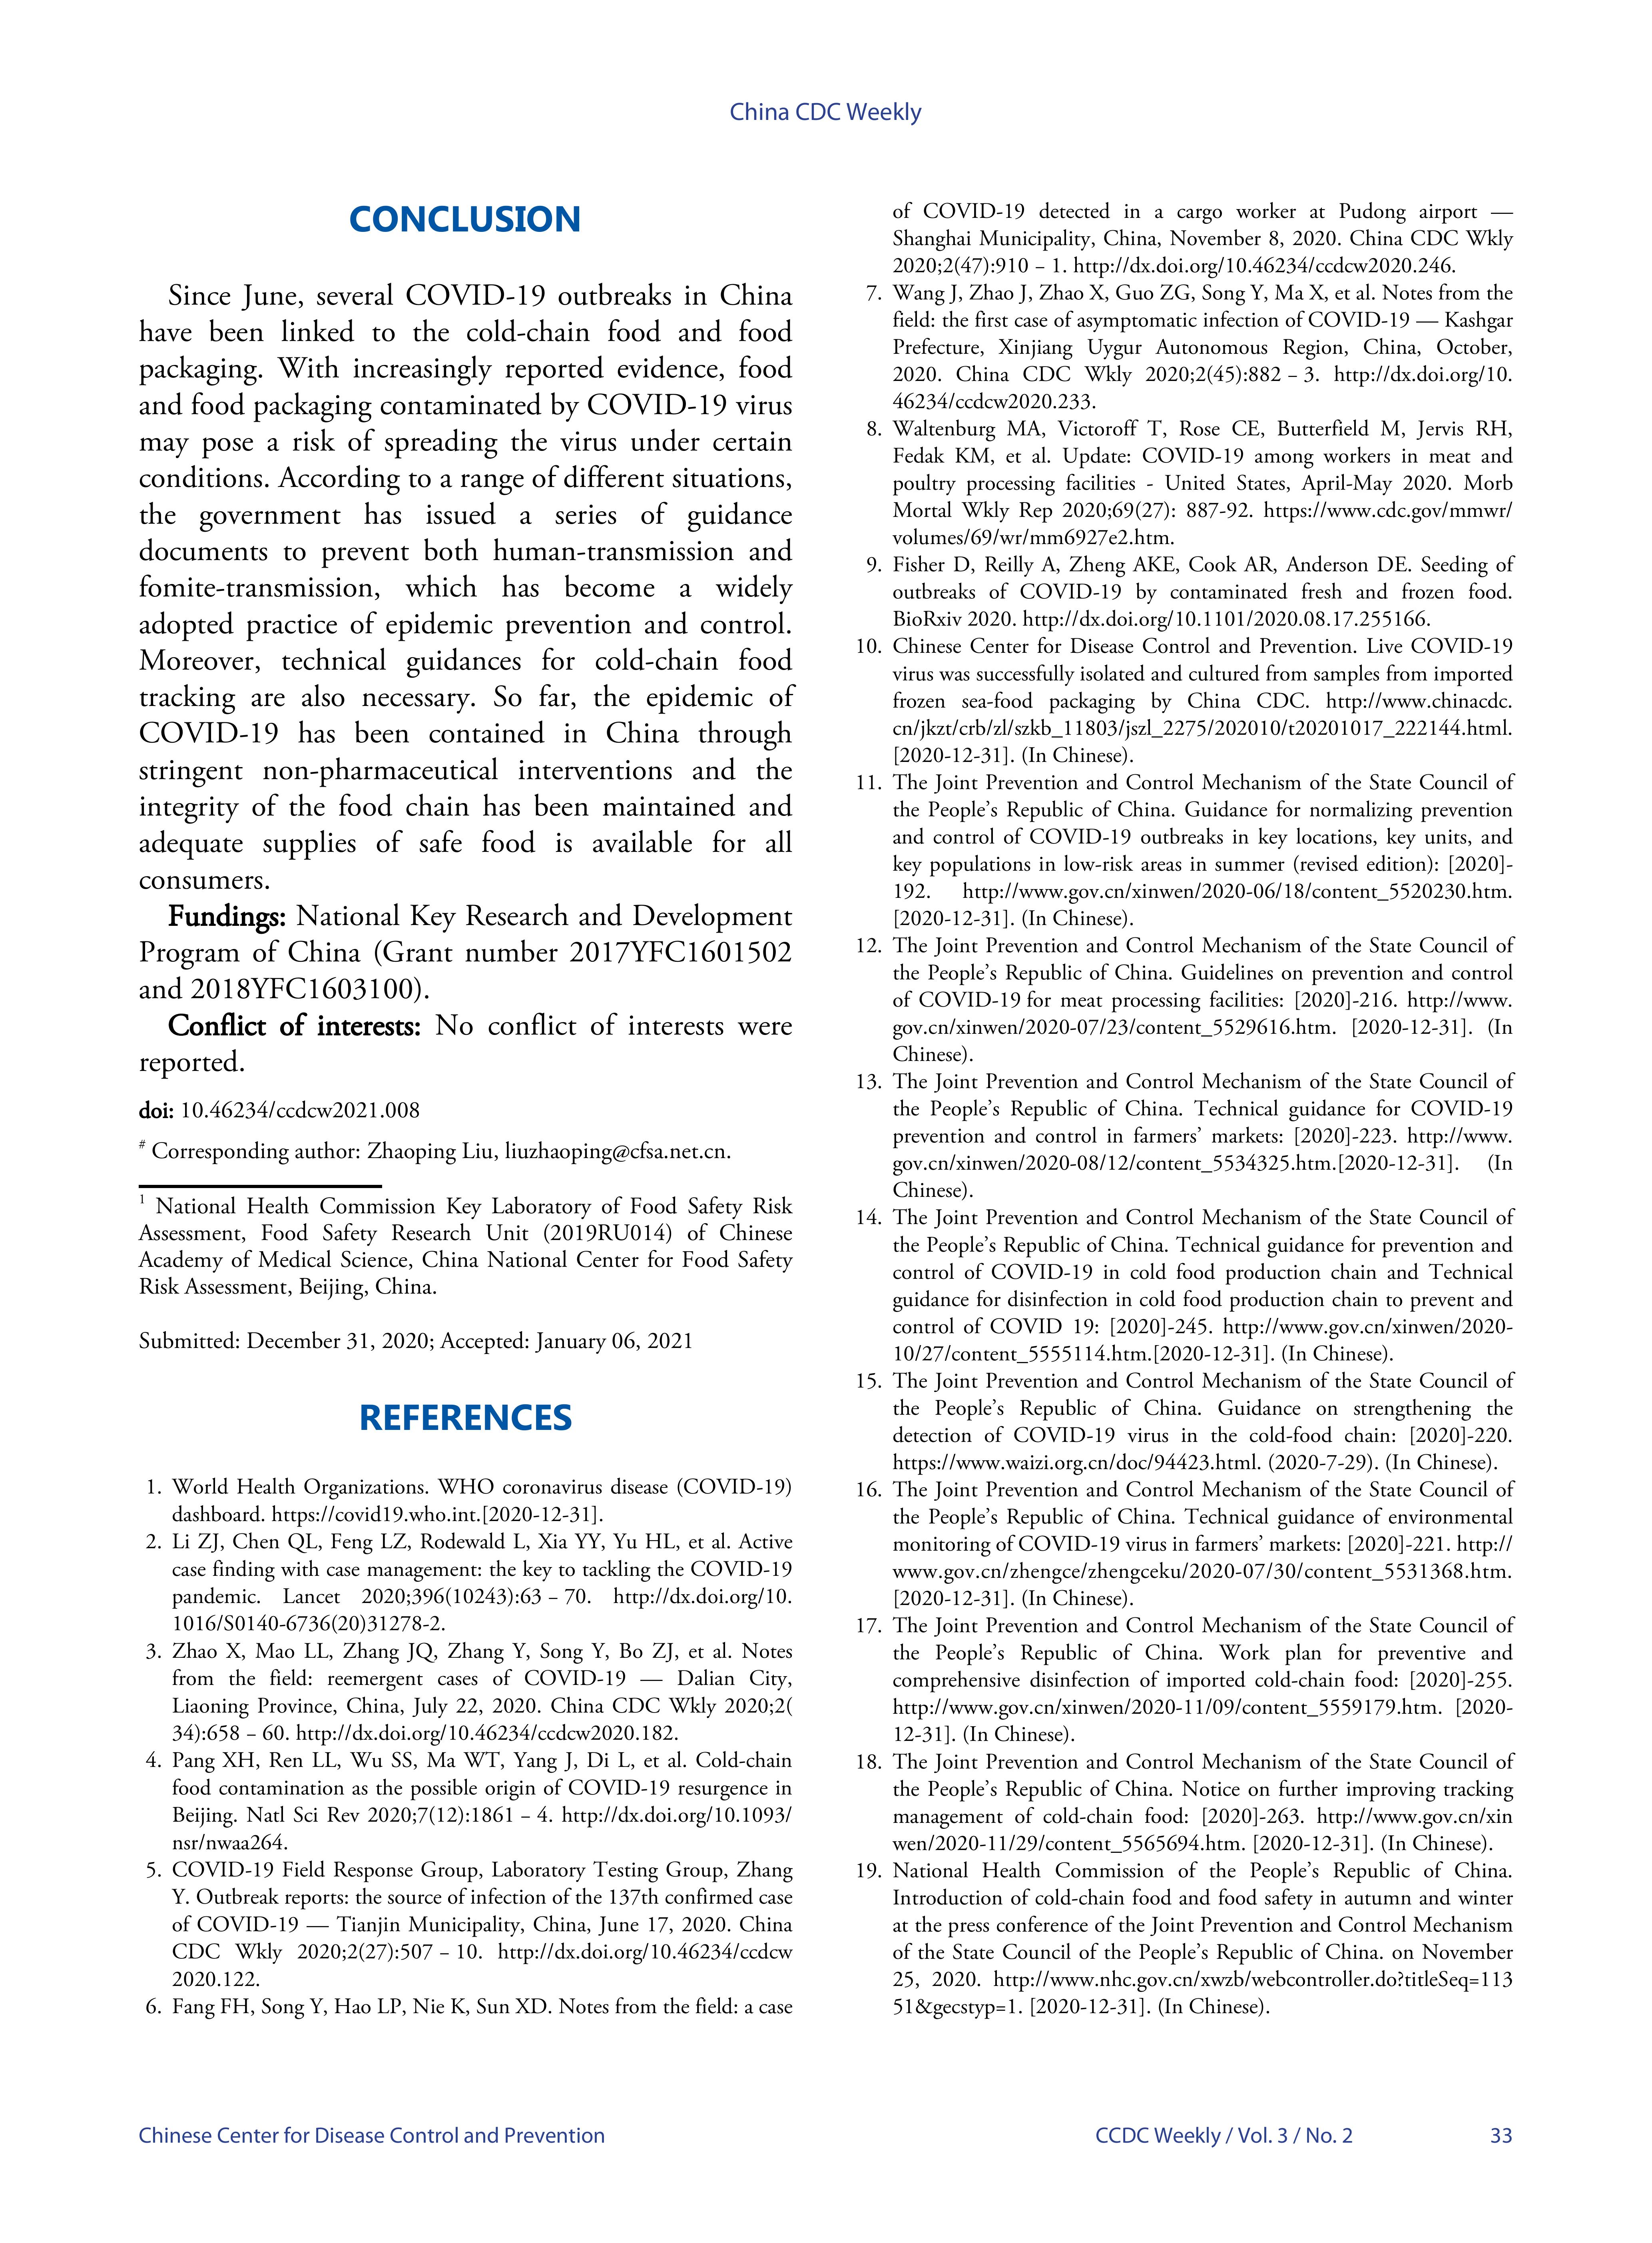 China CDC Weekly
CONCLUSION
Since June, several COVID-19 outbreaks in China
have been linked to the cold-chain food and food
packaging. With increasingly reported evidence, food
and food packaging contaminated by COVID-19 virus
may pose a risk of spreading the virus under certain
conditions. According to a range of different situations,
the government has issued a series of guidance
documents to prevent both human-transmission and
fomite-transmission, which has become a widely
adopted practice of epidemic prevention and control.
Moreover, technical guidances for cold-chain food
tracking are also necessary. So far, the epidemic of
COVID-19 has been contained in China through
stringent non-pharmaceutical interventions and the
integrity of the food chain has been maintained and
adequate supplies of safe food is available for all
consumers.
Fundings: National Key Research and Development
Program of China (Grant number 2017YFC1601502
and 2018YFC1603100).
Conflict of interests: No conflict of interests were
reported.
doi: 10.46234/ccdcw2021.008
# Corresponding author: Zhaoping Liu, liuzhaoping@cfsa.net.cn.
1 National Health Commission Key Laboratory of Food Safety Risk
Assessment, Food Safety Research Unit (2019RU014) of Chinese
Academy of Medical Science, China National Center for Food Safety
Risk Assessment, Beijing, China.
Submitted: December 31, 2020; Accepted: January 06, 2021
REFERENCES
1. World Health Organizations. WHO coronavirus disease (COVID-19)
dashboard. https://covid19.who.int.[2020-12-31].
2. Li ZJ, Chen QL, Feng LZ, Rodewald L, Xia YY, Yu HL, et al. Active
case finding with case management: the key to tackling the COVID-19
pandemic. Lancet 2020;396(10243):63 – 70. http://dx.doi.org/10.
1016/S0140-6736(20)31278-2.
3. Zhao X, Mao LL, Zhang JQ, Zhang Y, Song Y, Bo ZJ, et al. Notes
from the field: reemergent cases of COVID-19 — Dalian City,
Liaoning Province, China, July 22, 2020. China CDC Wkly 2020;2(
34):658 – 60. http://dx.doi.org/10.46234/ccdcw2020.182.
4. Pang XH, Ren LL, Wu SS, Ma WT, Yang J, Di L, et al. Cold-chain
food contamination as the possible origin of COVID-19 resurgence in
Beijing. Natl Sci Rev 2020;7(12):1861 – 4. http://dx.doi.org/10.1093/
nsr/nwaa264.
5. COVID-19 Field Response Group, Laboratory Testing Group, Zhang
Y. Outbreak reports: the source of infection of the 137th confirmed case
of COVID-19 — Tianjin Municipality, China, June 17, 2020. China
CDC Wkly 2020;2(27):507 – 10. http://dx.doi.org/10.46234/ccdcw
2020.122.
6. Fang FH, Song Y, Hao LP, Nie K, Sun XD. Notes from the field: a case
of COVID-19 detected in a cargo worker at Pudong airport —
Shanghai Municipality, China, November 8, 2020. China CDC Wkly
2020;2(47):910 – 1. http://dx.doi.org/10.46234/ccdcw2020.246.
7. Wang J, Zhao J, Zhao X, Guo ZG, Song Y, Ma X, et al. Notes from the
field: the first case of asymptomatic infection of COVID-19 — Kashgar
Prefecture, Xinjiang Uygur Autonomous Region, China, October,
2020. China CDC Wkly 2020;2(45):882 – 3. http://dx.doi.org/10.
46234/ccdcw2020.233.
8. Waltenburg MA, Victoroff T, Rose CE, Butterfield M, Jervis RH,
Fedak KM, et al. Update: COVID-19 among workers in meat and
poultry processing facilities - United States, April-May 2020. Morb
Mortal Wkly Rep 2020;69(27): 887-92. https://www.cdc.gov/mmwr/
volumes/69/wr/mm6927e2.htm.
9. Fisher D, Reilly A, Zheng AKE, Cook AR, Anderson DE. Seeding of
outbreaks of COVID-19 by contaminated fresh and frozen food.
BioRxiv 2020. http://dx.doi.org/10.1101/2020.08.17.255166.
10. Chinese Center for Disease Control and Prevention. Live COVID-19
virus was successfully isolated and cultured from samples from imported
frozen sea-food packaging by China CDC. http://www.chinacdc.
cn/jkzt/crb/zl/szkb_11803/jszl_2275/202010/t20201017_222144.html.
[2020-12-31]. (In Chinese).
11. The Joint Prevention and Control Mechanism of the State Council of
the People’s Republic of China. Guidance for normalizing prevention
and control of COVID-19 outbreaks in key locations, key units, and
key populations in low-risk areas in summer (revised edition): [2020]-
192. http://www.gov.cn/xinwen/2020-06/18/content_5520230.htm.
[2020-12-31]. (In Chinese).
12. The Joint Prevention and Control Mechanism of the State Council of
the People’s Republic of China. Guidelines on prevention and control
of COVID-19 for meat processing facilities: [2020]-216. http://www.
gov.cn/xinwen/2020-07/23/content_5529616.htm. [2020-12-31]. (In
Chinese).
13. The Joint Prevention and Control Mechanism of the State Council of
the People’s Republic of China. Technical guidance for COVID-19
prevention and control in farmers’ markets: [2020]-223. http://www.
gov.cn/xinwen/2020-08/12/content_5534325.htm.[2020-12-31]. (In
Chinese).
14. The Joint Prevention and Control Mechanism of the State Council of
the People’s Republic of China. Technical guidance for prevention and
control of COVID-19 in cold food production chain and Technical
guidance for disinfection in cold food production chain to prevent and
control of COVID 19: [2020]-245. http://www.gov.cn/xinwen/2020-
10/27/content_5555114.htm.[2020-12-31]. (In Chinese).
15. The Joint Prevention and Control Mechanism of the State Council of
the People’s Republic of China. Guidance on strengthening the
detection of COVID-19 virus in the cold-food chain: [2020]-220.
https://www.waizi.org.cn/doc/94423.html. (2020-7-29). (In Chinese).
16. The Joint Prevention and Control Mechanism of the State Council of
the People’s Republic of China. Technical guidance of environmental
monitoring of COVID-19 virus in farmers’ markets: [2020]-221. http://
www.gov.cn/zhengce/zhengceku/2020-07/30/content_5531368.htm.
[2020-12-31]. (In Chinese).
17. The Joint Prevention and Control Mechanism of the State Council of
the People’s Republic of China. Work plan for preventive and
comprehensive disinfection of imported cold-chain food: [2020]-255.
http://www.gov.cn/xinwen/2020-11/09/content_5559179.htm. [2020-
12-31]. (In Chinese).
18. The Joint Prevention and Control Mechanism of the State Council of
the People’s Republic of China. Notice on further improving tracking
management of cold-chain food: [2020]-263. http://www.gov.cn/xin
wen/2020-11/29/content_5565694.htm. [2020-12-31]. (In Chinese).
19. National Health Commission of the People’s Republic of China.
Introduction of cold-chain food and food safety in autumn and winter
at the press conference of the Joint Prevention and Control Mechanism
of the State Council of the People’s Republic of China. on November
25, 2020. http://www.nhc.gov.cn/xwzb/webcontroller.do?titleSeq=113
51&gecstyp=1. [2020-12-31]. (In Chinese).
Chinese Center for Disease Control and Prevention
CCDC Weekly / Vol. 3 / No. 2
33